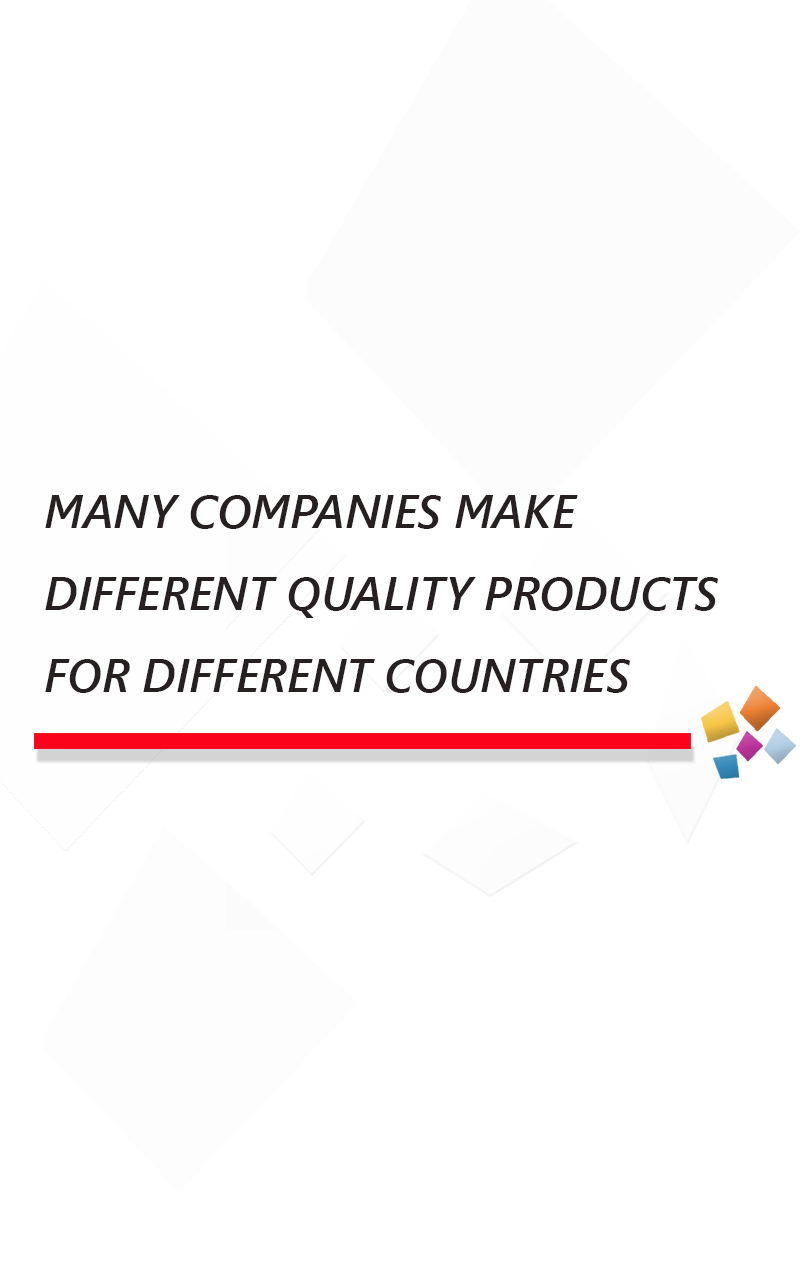 MANY COMPANIES MAKE
DIFFERENT QUALITY PRODUCTS
FOR DIFFERENT COUNTRIES